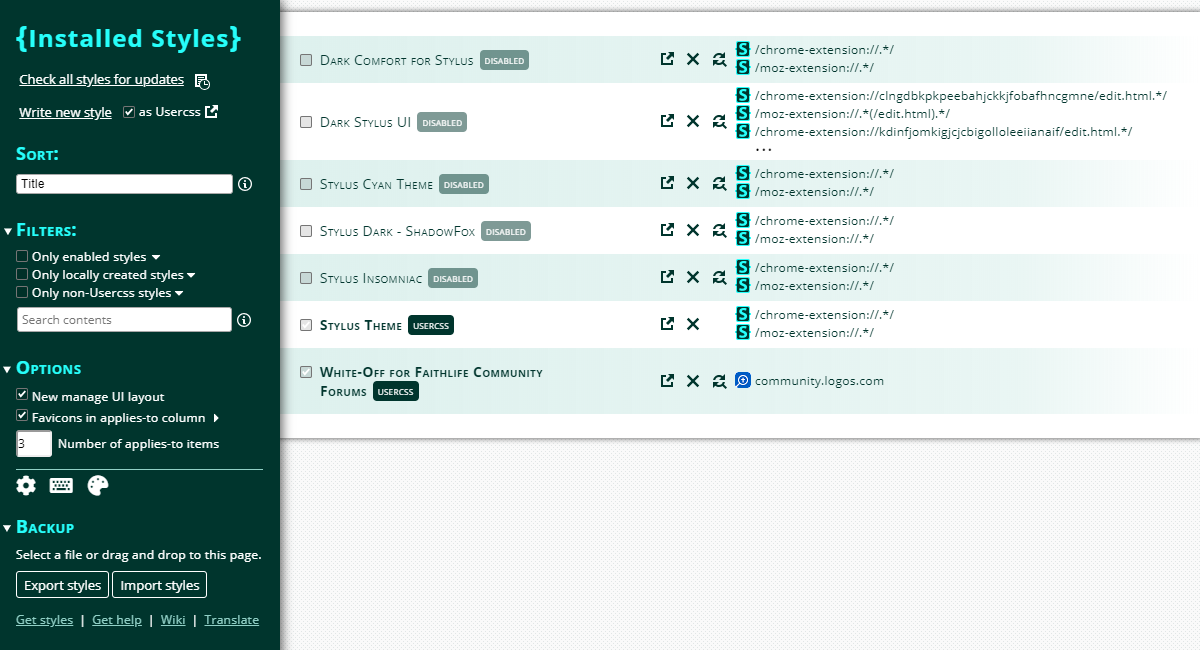 {Installed Styles}
Check all styles for updates
Write new style as Usercss
Sort:
Title
Filters:
Only enabled styles
Only locally created styles
Only non-Usercss styles
Search contents
Options
New manage UI layout
Favicons in applies-to column
3 Number of applies-to items
Backup
Select a file or drag and drop to this page.
Export styles Import styles
Get styles | Get help | Wiki | Translate
Dark Comfort for Stylus DISABLED
/chrome-extension://.*/
/moz-extension://.*/
Dark Stylus UI DISABLED
/chrome-extension://clngdbkpkpeebahjckkjfobafhncgmne/edit.html.*/
/moz-extension://.*(/edit.html).*/
/chrome-extension://kdinfjomkigjcjcbigolloleeiianaif/edit.html.*/
...
Stylus Cyan Theme DISABLED
/chrome-extension://.*/
/moz-extension://.*/
Stylus Dark - ShadowFox DISABLED
/chrome-extension://.*/
/moz-extension://.*/
Stylus Insomniac DISABLED
/chrome-extension://.*/
/moz-extension://.*/
Stylus Theme USERCSS
/chrome-extension://.*/
/moz-extension://.*/
White-Off for Faithlife Community
Forums USERCSS
community.logos.com